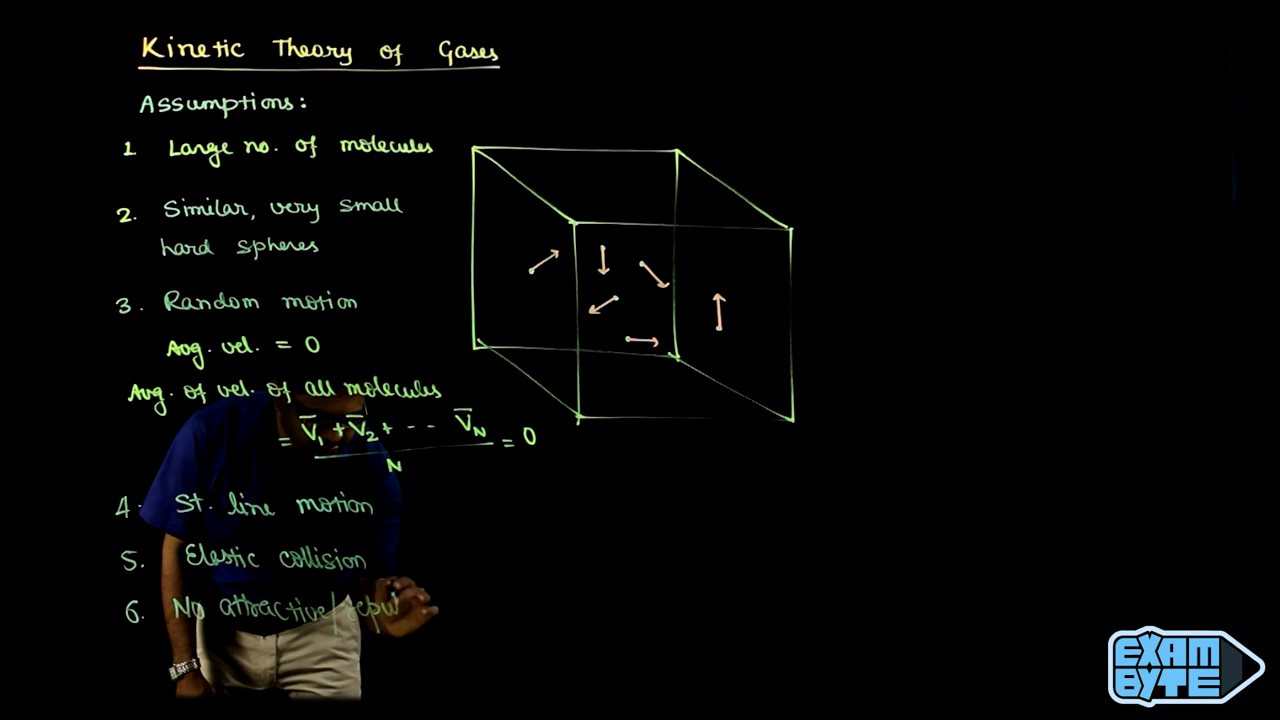 Kinetic Theory of Gases
Assumptions:
1. Large no. of molecules
2. Similar, very small
hard spheres
3. Random motion
Avg. vel. = 0
Avg. of vel. of all molecules
= V̅₁ + V̅₂ + - - - V̅_N / N = 0
4. St. line motion
5. Elastic collision
6. No attractive/repul
EXAM
BYTE